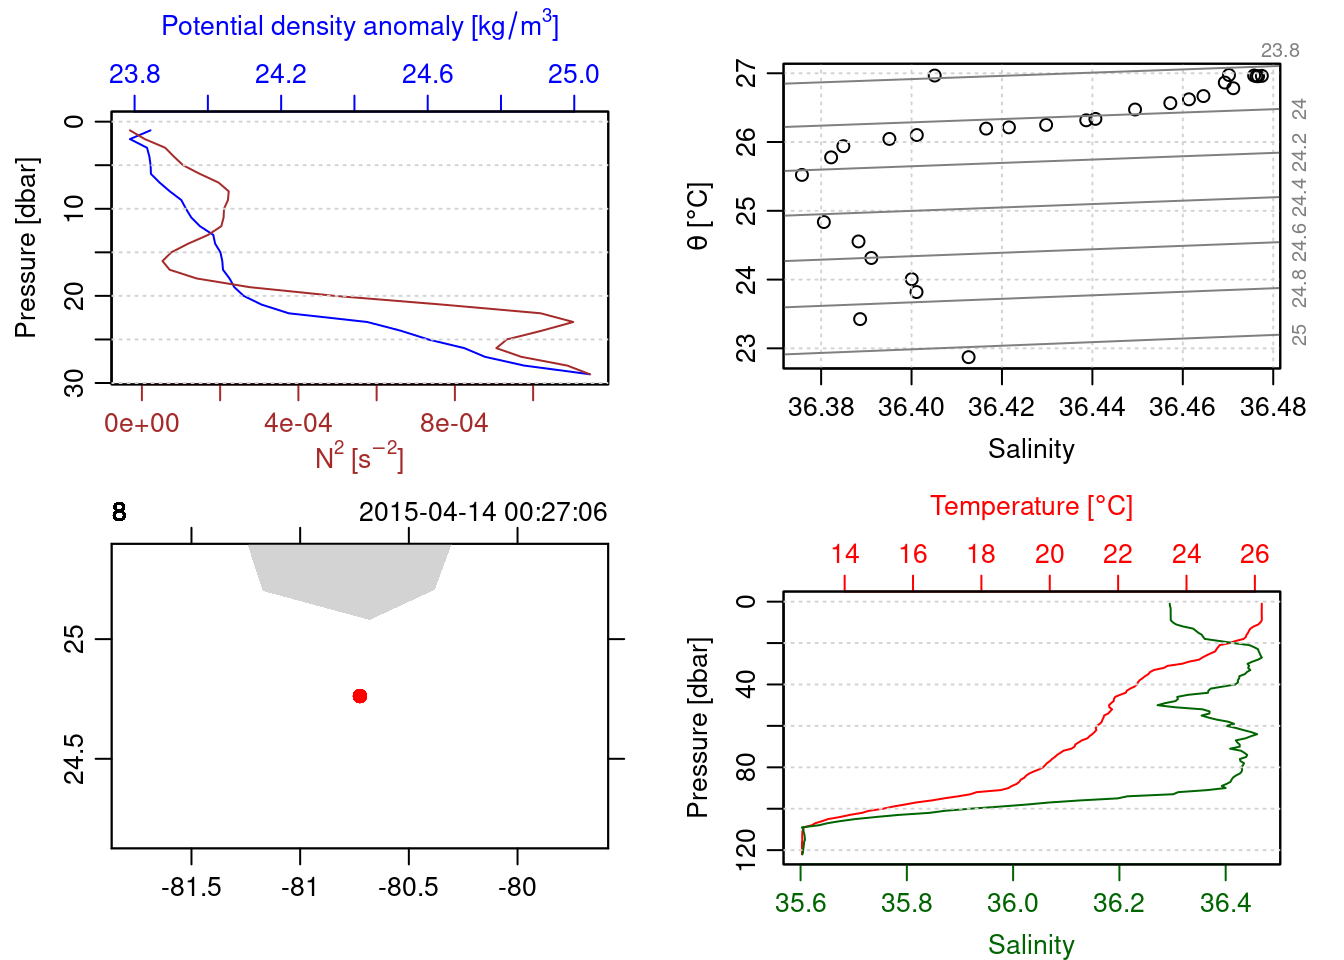 Potential density anomaly [kg/m³]
23.8 24.2 24.6 25.0
0
10
20
30
Pressure [dbar]
0e+00 4e-04 8e-04
N² [s⁻²]
23.8
24
24.2
24.4
24.6
24.8
25
27
26
25
24
23
θ [°C]
36.38 36.40 36.42 36.44 36.46 36.48
Salinity
8 2015-04-14 00:27:06
25
24.5
-81.5 -81 -80.5 -80
Temperature [°C]
14 16 18 20 22 24 26
0
40
80
120
Pressure [dbar]
35.6 35.8 36.0 36.2 36.4
Salinity